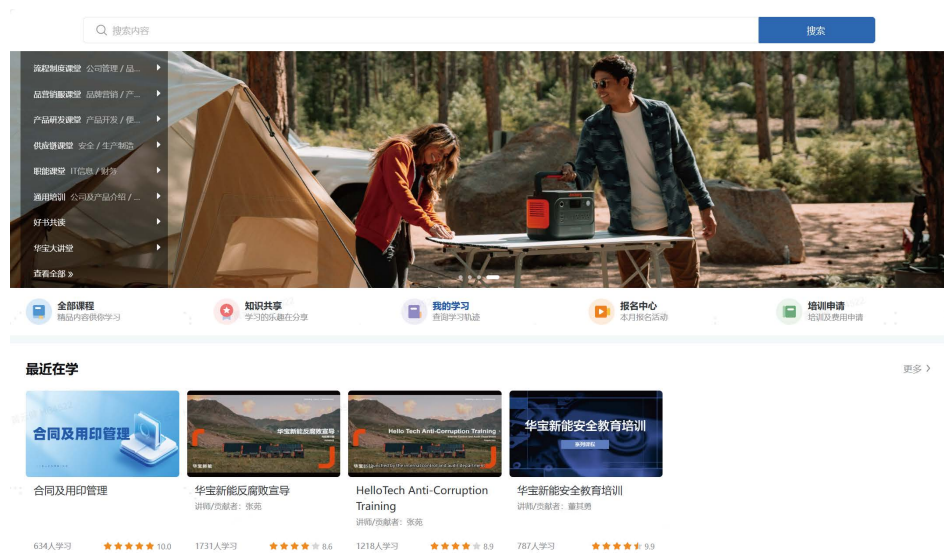 搜索内容
搜索
流程制度课堂 公司管理 / 品...
品营销服课堂 品牌营销 / 产...
产品研发课堂 产品开发 / 便...
供应链课堂 安全 / 生产制造
职能课堂 IT信息 / 财务
通用培训 公司及产品介绍 / ...
好书共读
华宝大讲堂
查看全部 »
全部课程
精品内容供你学习
知识共享
学习的乐趣在分享
我的学习
查询学习轨迹
报名中心
本月报名活动
培训申请
培训及费用申请
最近在学
更多 >
合同及用印管理
华宝新能反腐败宣导
华宝新能
Hello Tech Anti-Corruption Training
华宝新能安全教育培训
系列课程
合同及用印管理
634人学习
10.0
华宝新能反腐败宣导
讲师/贡献者：张苑
1731人学习
8.6
HelloTech Anti-Corruption
Training
讲师/贡献者：张苑
1218人学习
8.9
华宝新能安全教育培训
讲师/贡献者：董其勇
787人学习
9.9